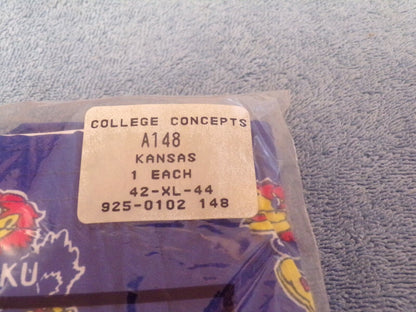 COLLEGE CONCEPTS
A148
KANSAS
1 EACH
42-XL-44
925-0102 148
KU